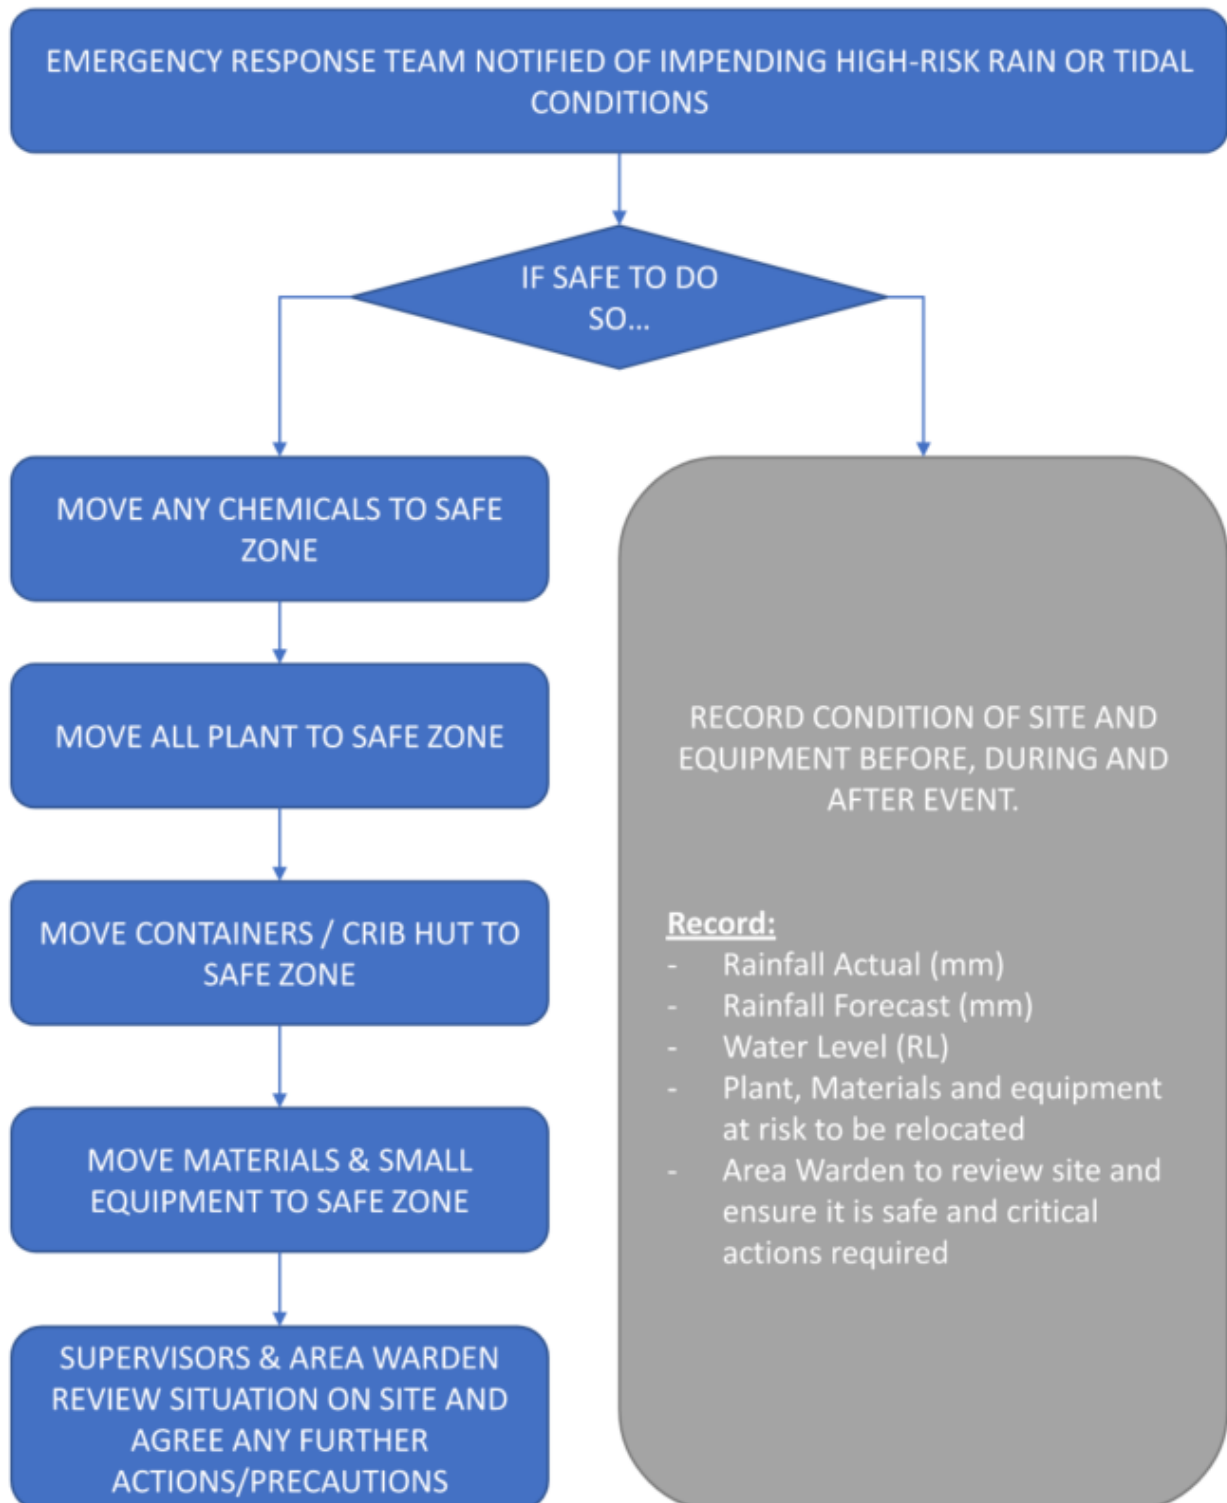 EMERGENCY RESPONSE TEAM NOTIFIED OF IMPENDING HIGH-RISK RAIN OR TIDAL
CONDITIONS
IF SAFE TO DO
SO...
MOVE ANY CHEMICALS TO SAFE
ZONE
MOVE ALL PLANT TO SAFE ZONE
MOVE CONTAINERS / CRIB HUT TO
SAFE ZONE
MOVE MATERIALS & SMALL
EQUIPMENT TO SAFE ZONE
SUPERVISORS & AREA WARDEN
REVIEW SITUATION ON SITE AND
AGREE ANY FURTHER
ACTIONS/PRECAUTIONS
RECORD CONDITION OF SITE AND
EQUIPMENT BEFORE, DURING AND
AFTER EVENT.
Record:
- Rainfall Actual (mm)
- Rainfall Forecast (mm)
- Water Level (RL)
- Plant, Materials and equipment
at risk to be relocated
- Area Warden to review site and
ensure it is safe and critical
actions required